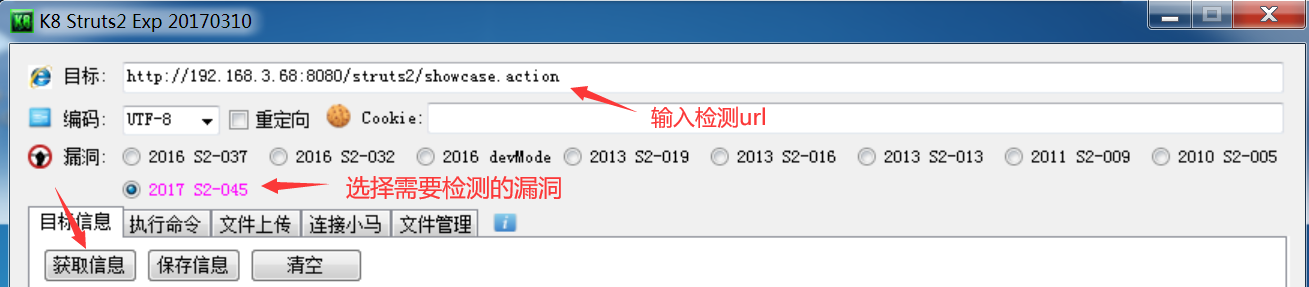 K8 Struts2 Exp 20170310
目标: http://192.168.3.68:8080/struts2/showcase.action
输入检测url
编码: UTF-8 重定向 Cookie:
漏洞: 2016 S2-037 2016 S2-032 2016 devMode 2013 S2-019 2013 S2-016 2013 S2-013 2011 S2-009 2010 S2-005
2017 S2-045 选择需要检测的漏洞
目标信息 执行命令 文件上传 连接小马 文件管理
获取信息 保存信息 清空